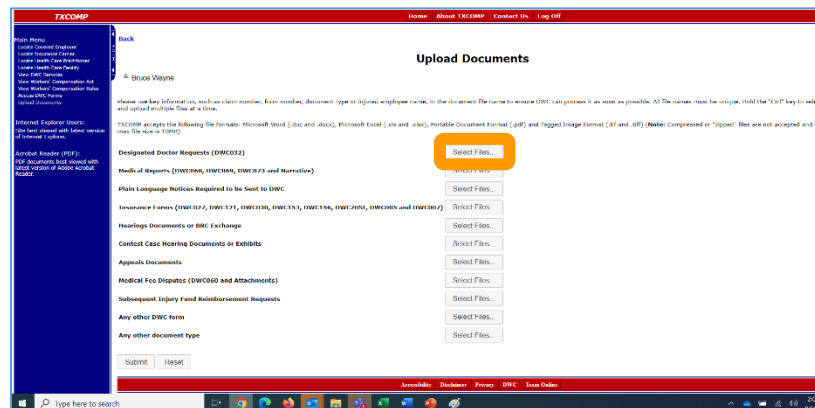 TXCOMP
Home About TXCOMP Contact Us Log Off
Main Menu
Locate Covered Employer
Locate Insurance Carrier
Locate Health Care Practitioner
Locate Health Care Facility
View DWC Services
View Workers' Compensation Act
View Workers' Compensation Rules
Access DWC Forms
Upload Documents
Internet Explorer Users:
Site best viewed with latest version
of Internet Explorer.
Acrobat Reader (PDF):
PDF documents best viewed with
latest version of Adobe Acrobat
Reader.
Back
Upload Documents
Bruce Wayne
Please use key information, such as claim number, form number, document type or injured employee name, in the document file name to ensure DWC can process it as soon as possible. All file names must be unique. Hold the "Ctrl" key to
and upload multiple files at a time.
TXCOMP accepts the following file formats: Microsoft Word (.doc and .docx), Microsoft Excel (.xls and .xlsx), Portable Document Format (.pdf) and Tagged Image Format (.tif and .tiff) (Note: Compressed or "zipped" files are not accepted and
max file size is 10MB).
Designated Doctor Requests (DWC032) Select Files...
Medical Reports (DWC068, DWC069, DWC073 and Narrative) Select Files...
Plain Language Notices Required to be Sent to DWC Select Files...
Insurance Forms (DWC027, DWC121, DWC030, DWC153, DWC156, DWC205I, DWC005 and DWC007) Select Files...
Hearings Documents or BRC Exchange Select Files...
Contest Case Hearing Documents or Exhibits Select Files...
Appeals Documents Select Files...
Medical Fee Disputes (DWC060 and Attachments) Select Files...
Subsequent Injury Fund Reimbursement Requests Select Files...
Any other DWC form Select Files...
Any other document type Select Files...
Submit Reset
Accessibility Disclaimer Privacy DWC Texas Online
Type here to search